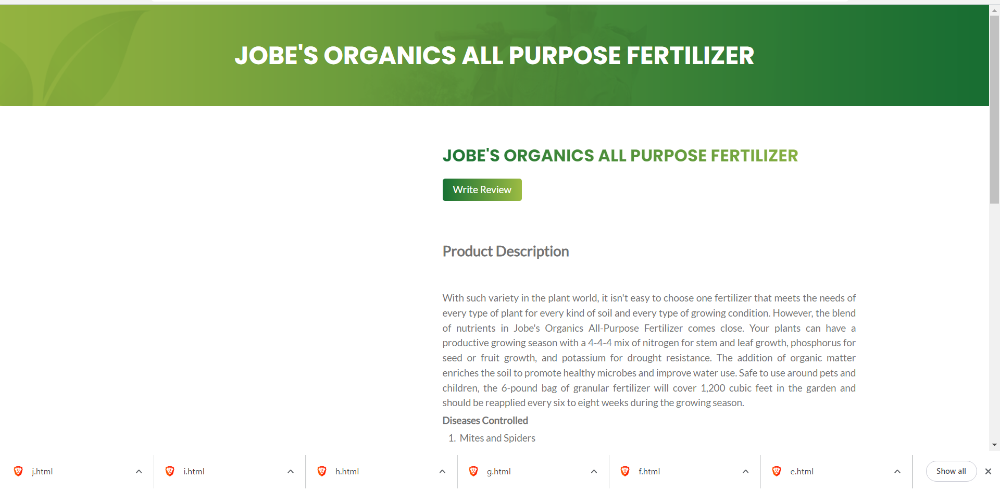 JOBE'S ORGANICS ALL PURPOSE FERTILIZER
JOBE'S ORGANICS ALL PURPOSE FERTILIZER
Write Review
Product Description
With such variety in the plant world, it isn't easy to choose one fertilizer that meets the needs of
every type of plant for every kind of soil and every type of growing condition. However, the blend
of nutrients in Jobe's Organics All-Purpose Fertilizer comes close. Your plants can have a
productive growing season with a 4-4-4 mix of nitrogen for stem and leaf growth, phosphorus for
seed or fruit growth, and potassium for drought resistance. The addition of organic matter
enriches the soil to promote healthy microbes and improve water use. Safe to use around pets and
children, the 6-pound bag of granular fertilizer will cover 1,200 cubic feet in the garden and
should be reapplied every six to eight weeks during the growing season.
Diseases Controlled
1. Mites and Spiders
j.html i.html h.html g.html f.html e.html Show all